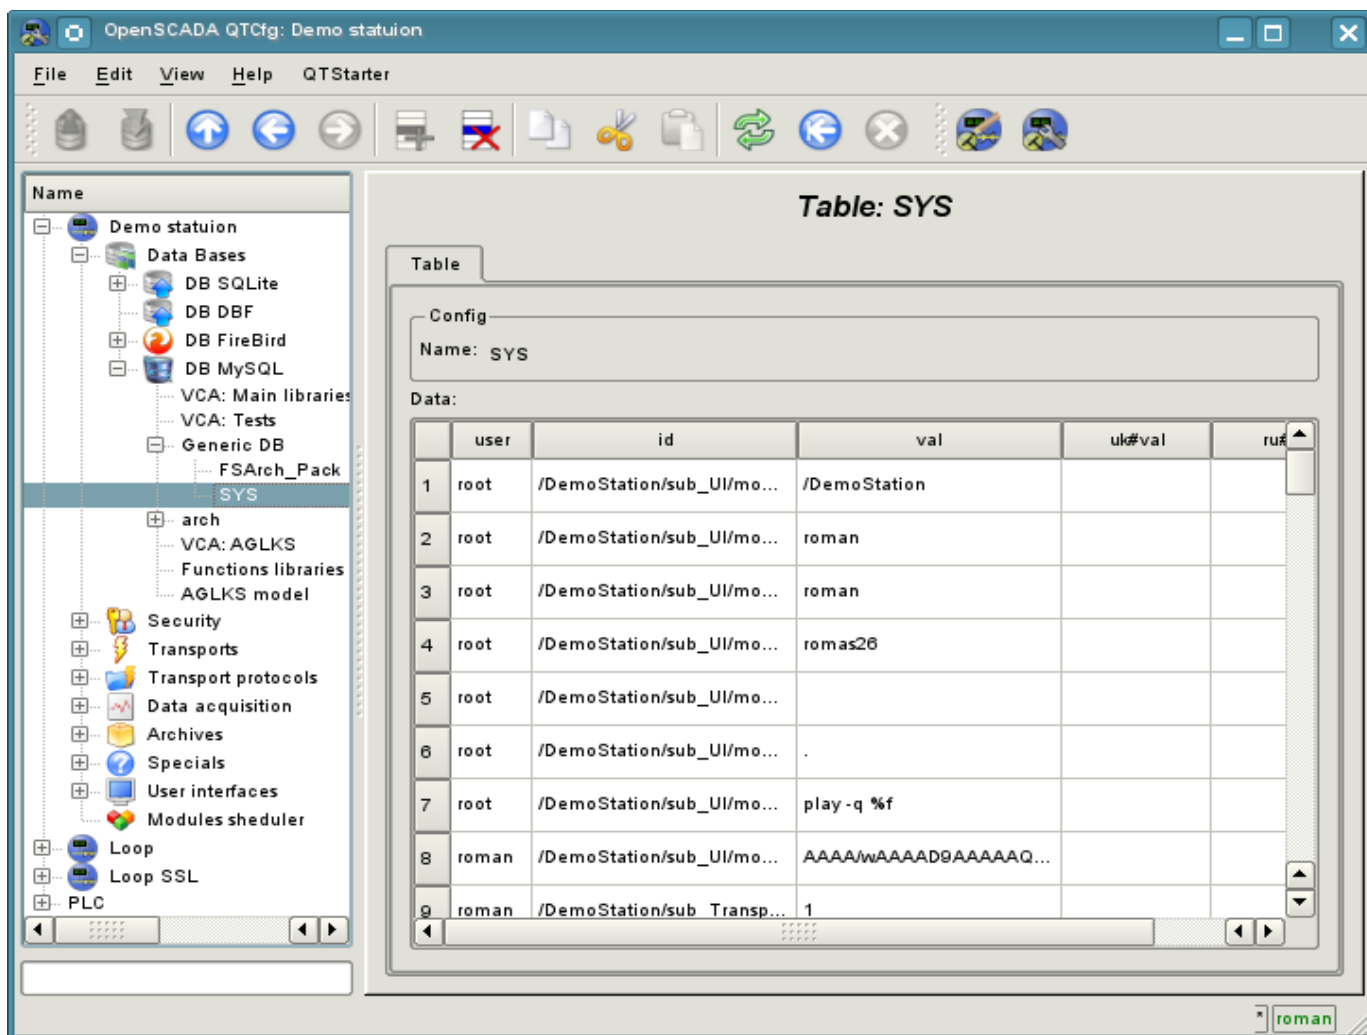 OpenSCADA QTCfg: Demo statuion
File Edit View Help QTStarter
Name
Demo statuion
Data Bases
DB SQLite
DB DBF
DB FireBird
DB MySQL
VCA: Main libraries
VCA: Tests
Generic DB
FSArch_Pack
SYS
arch
VCA: AGLKS
Functions libraries
AGLKS model
Security
Transports
Transport protocols
Data acquisition
Archives
Specials
User interfaces
Modules sheduler
Loop
Loop SSL
PLC
Table: SYS
Table
Config
Name: SYS
Data:
user id val uk#val ru#
1 root /DemoStation/sub_UI/mo... /DemoStation
2 root /DemoStation/sub_UI/mo... roman
3 root /DemoStation/sub_UI/mo... roman
4 root /DemoStation/sub_UI/mo... romas26
5 root /DemoStation/sub_UI/mo...
6 root /DemoStation/sub_UI/mo... .
7 root /DemoStation/sub_UI/mo... play -q %f
8 roman /DemoStation/sub_UI/mo... AAAA/wAAAAD9AAAAAQ...
9 roman /DemoStation/sub_Transp... 1
* roman